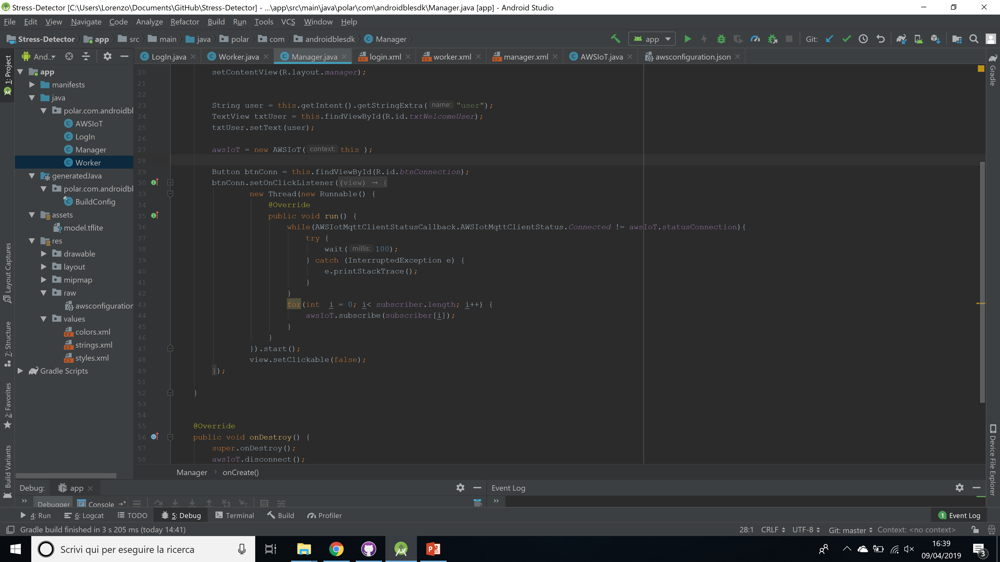 Stress-Detector [C:\Users\Lorenzo\Documents\GitHub\Stress-Detector] - ...\app\src\main\java\polar\com\androidblesdk\Manager.java [app] - Android Studio
File Edit View Navigate Code Analyze Refactor Build Run Tools VCS Window Help
Stress-Detector app src main java polar com androidblesdk Manager
app Git:
And... LogIn.java Worker.java Manager.java login.xml worker.xml manager.xml AWSIoT.java awsconfiguration.json
1: Project
Layout Captures
7: Structure
2: Favorites
Build Variants
app
manifests
java
polar.com.androidbl
AWSIoT
LogIn
Manager
Worker
generatedJava
polar.com.androidbl
BuildConfig
assets
model.tflite
res
drawable
layout
mipmap
raw
awsconfiguration
values
colors.xml
strings.xml
styles.xml
Gradle Scripts
20 setContentView(R.layout.manager);
21
22
23 String user = this.getIntent().getStringExtra( name: "user");
24 TextView txtUser = this.findViewById(R.id.txtWelcomeUser);
25 txtUser.setText(user);
26
27 awsIoT = new AWSIoT( context: this );
28
29 Button btnConn = this.findViewById(R.id.btnConnection);
30 btnConn.setOnClickListener((view) → {
33 new Thread(new Runnable() {
34 @Override
35 public void run() {
36 while(AWSIotMqttClientStatusCallback.AWSIotMqttClientStatus.Connected != awsIoT.statusConnection){
37 try {
38 wait( millis: 100);
39 } catch (InterruptedException e) {
40 e.printStackTrace();
41 }
42 }
43 for(int  i = 0; i< subscriber.length; i++) {
44 awsIoT.subscribe(subscriber[i]);
45 }
46 }
47 }).start();
48 view.setClickable(false);
49 });
51
52 }
53
54
55 @Override
56 public void onDestroy() {
57 super.onDestroy();
58 awsIoT.disconnect();
Manager onCreate()
Gradle
Device File Explorer
Debug: app
Event Log
Debugger Console
4: Run 6: Logcat TODO 5: Debug Terminal Build Profiler 1 Event Log
Gradle build finished in 3 s 205 ms (today 14:41) 28:1 CRLF UTF-8 Git: master Context: <no context>
Scrivi qui per eseguire la ricerca
16:39
09/04/2019
3